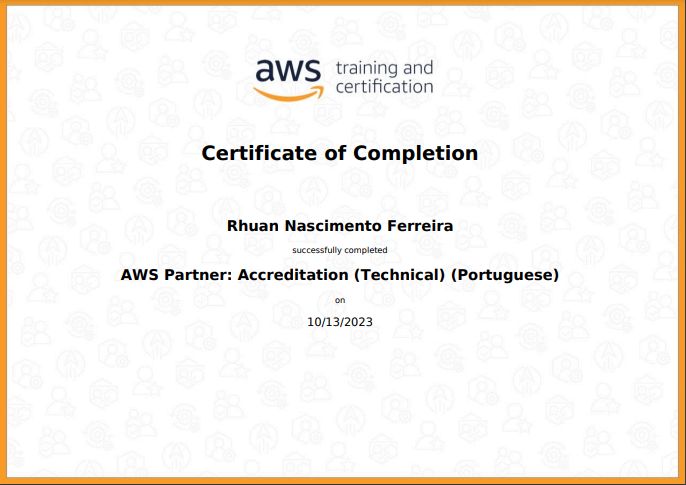 aws training and
certification
Certificate of Completion
Rhuan Nascimento Ferreira
successfully completed
AWS Partner: Accreditation (Technical) (Portuguese)
on
10/13/2023